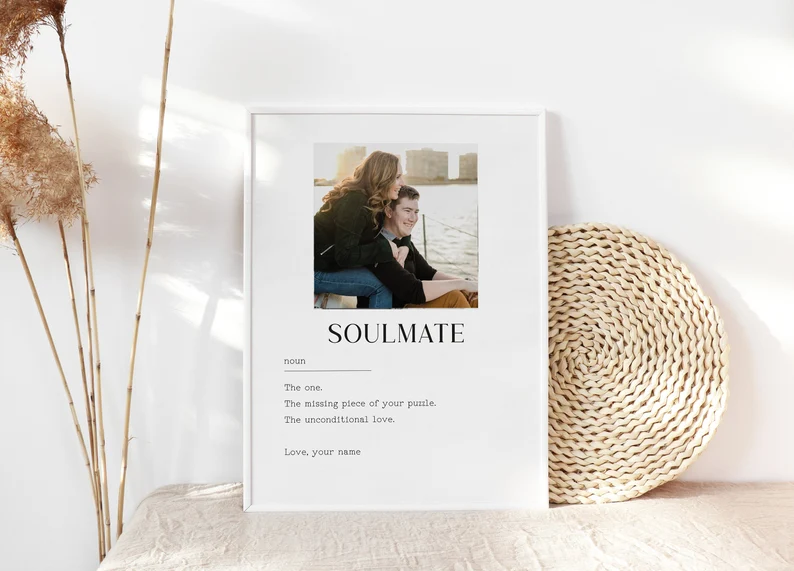 SOULMATE
noun
The one.
The missing piece of your puzzle.
The unconditional love.
Love, your name